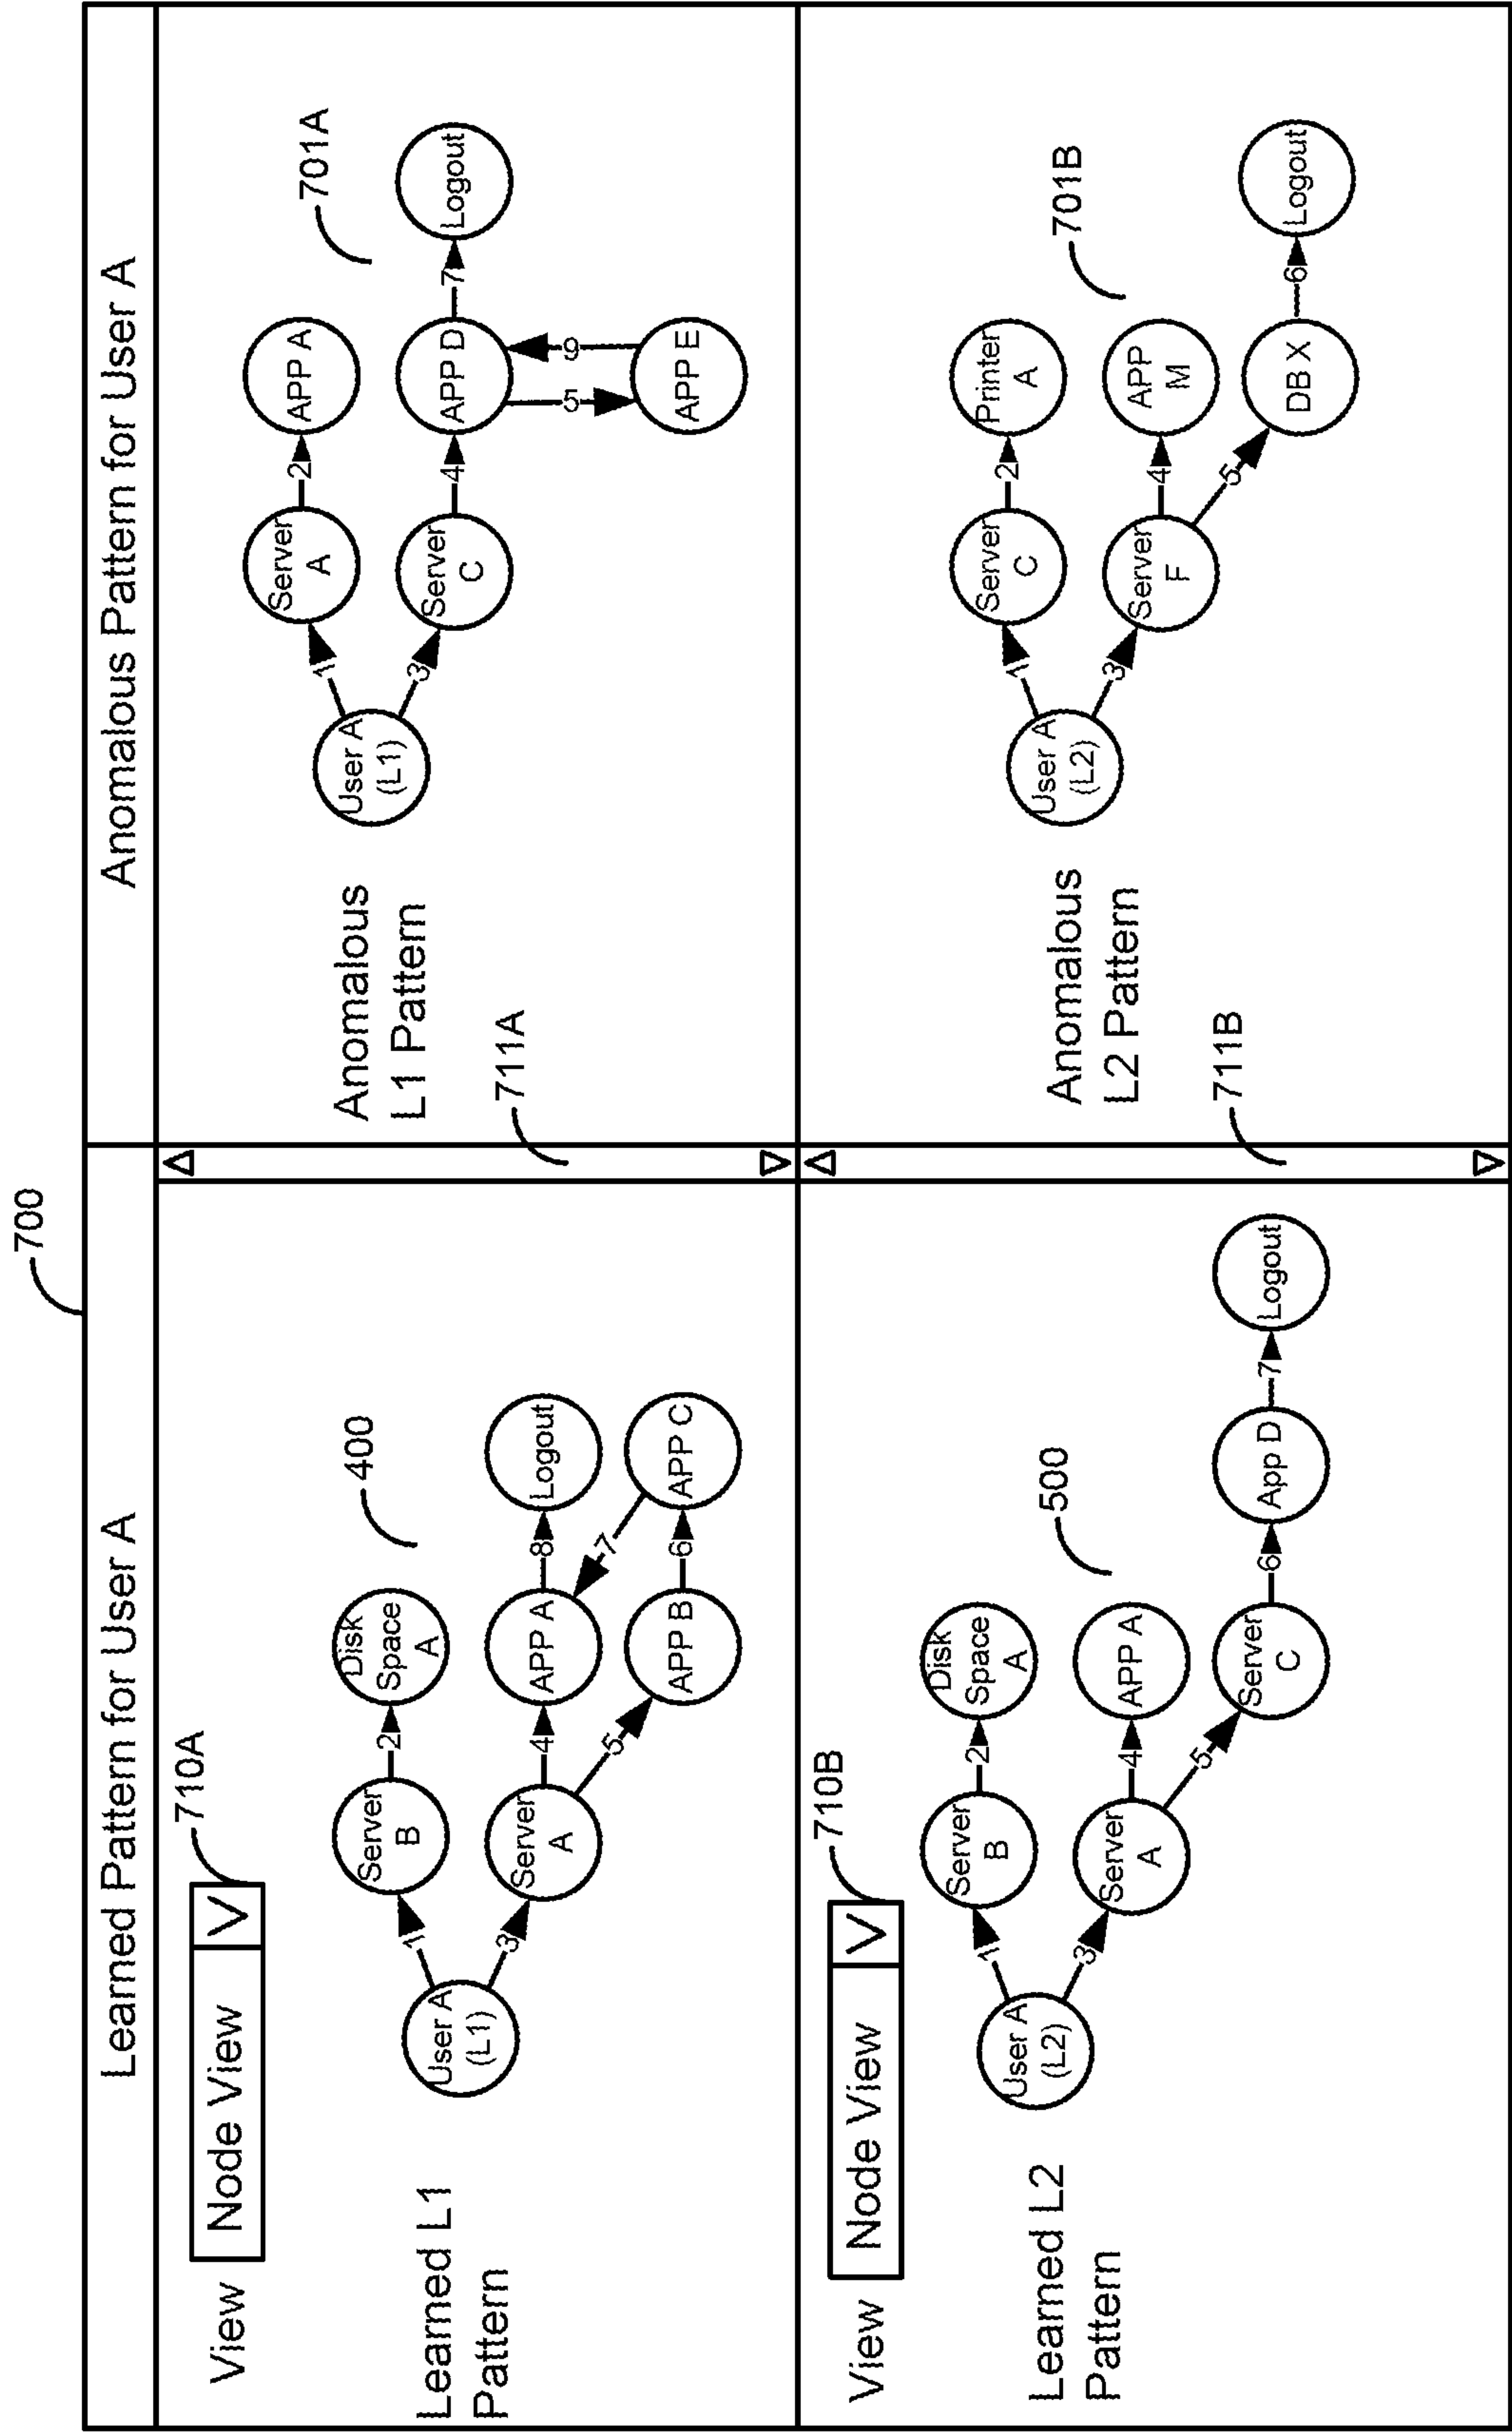 700
Learned Pattern for User A
Anomalous Pattern for User A
View
Node View
V
710A
Learned L1
Pattern
User A
(L1)
1
3
Server
B
Server
A
2
4
5
Disk
Space
A
APP A
APP B
8
7
6
Logout
APP C
400
711A
Anomalous
L1 Pattern
User A
(L1)
1
3
Server
A
Server
C
2
4
APP A
APP D
5
9
APP E
7
Logout
701A
View
Node View
V
710B
Learned L2
Pattern
User A
(L2)
1
3
Server
B
Server
A
2
4
5
Disk
Space
A
APP A
Server
C
6
App D
7
Logout
500
711B
Anomalous
L2 Pattern
User A
(L2)
1
3
Server
C
Server
F
2
4
5
Printer
A
APP
M
DB X
6
Logout
701B